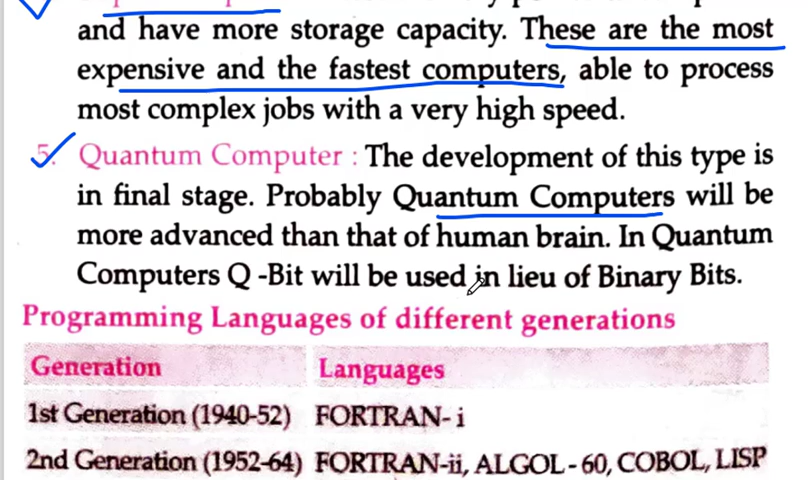 and have more storage capacity. These are the most
expensive and the fastest computers, able to process
most complex jobs with a very high speed.
5. Quantum Computer : The development of this type is
in final stage. Probably Quantum Computers will be
more advanced than that of human brain. In Quantum
Computers Q -Bit will be used in lieu of Binary Bits.
Programming Languages of different generations
Generation Languages
1st Generation (1940-52) FORTRAN- i
2nd Generation (1952-64) FORTRAN-ii, ALGOL - 60, COBOL, LISP